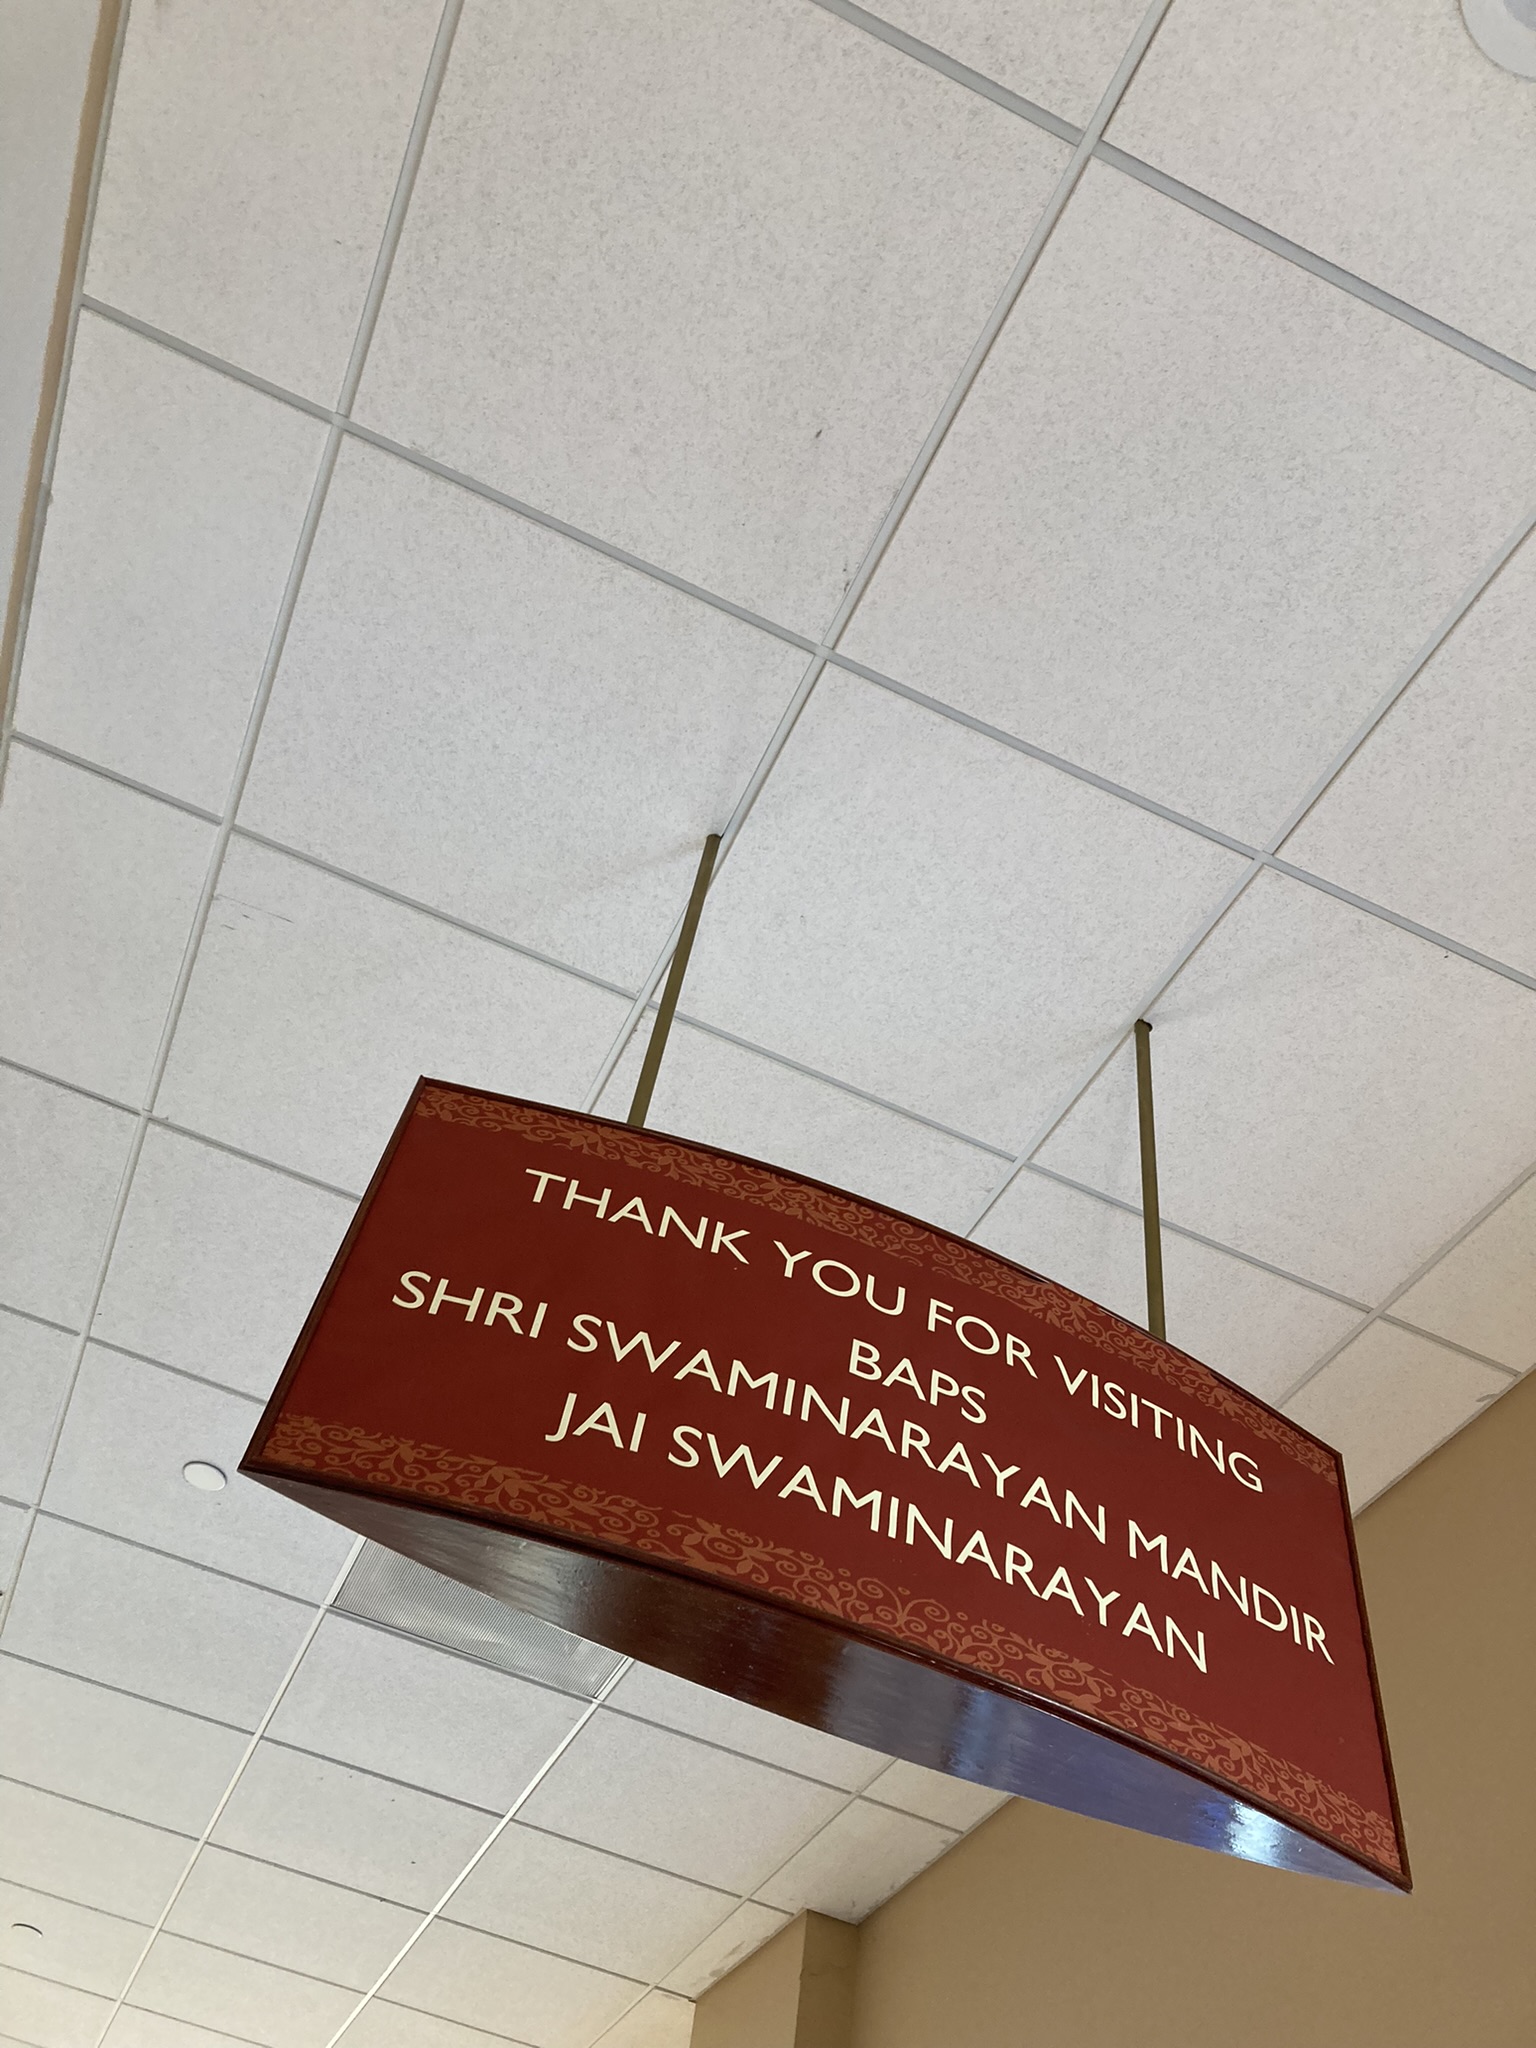 THANK YOU FOR VISITING
BAPS
SHRI SWAMINARAYAN MANDIR
JAI SWAMINARAYAN